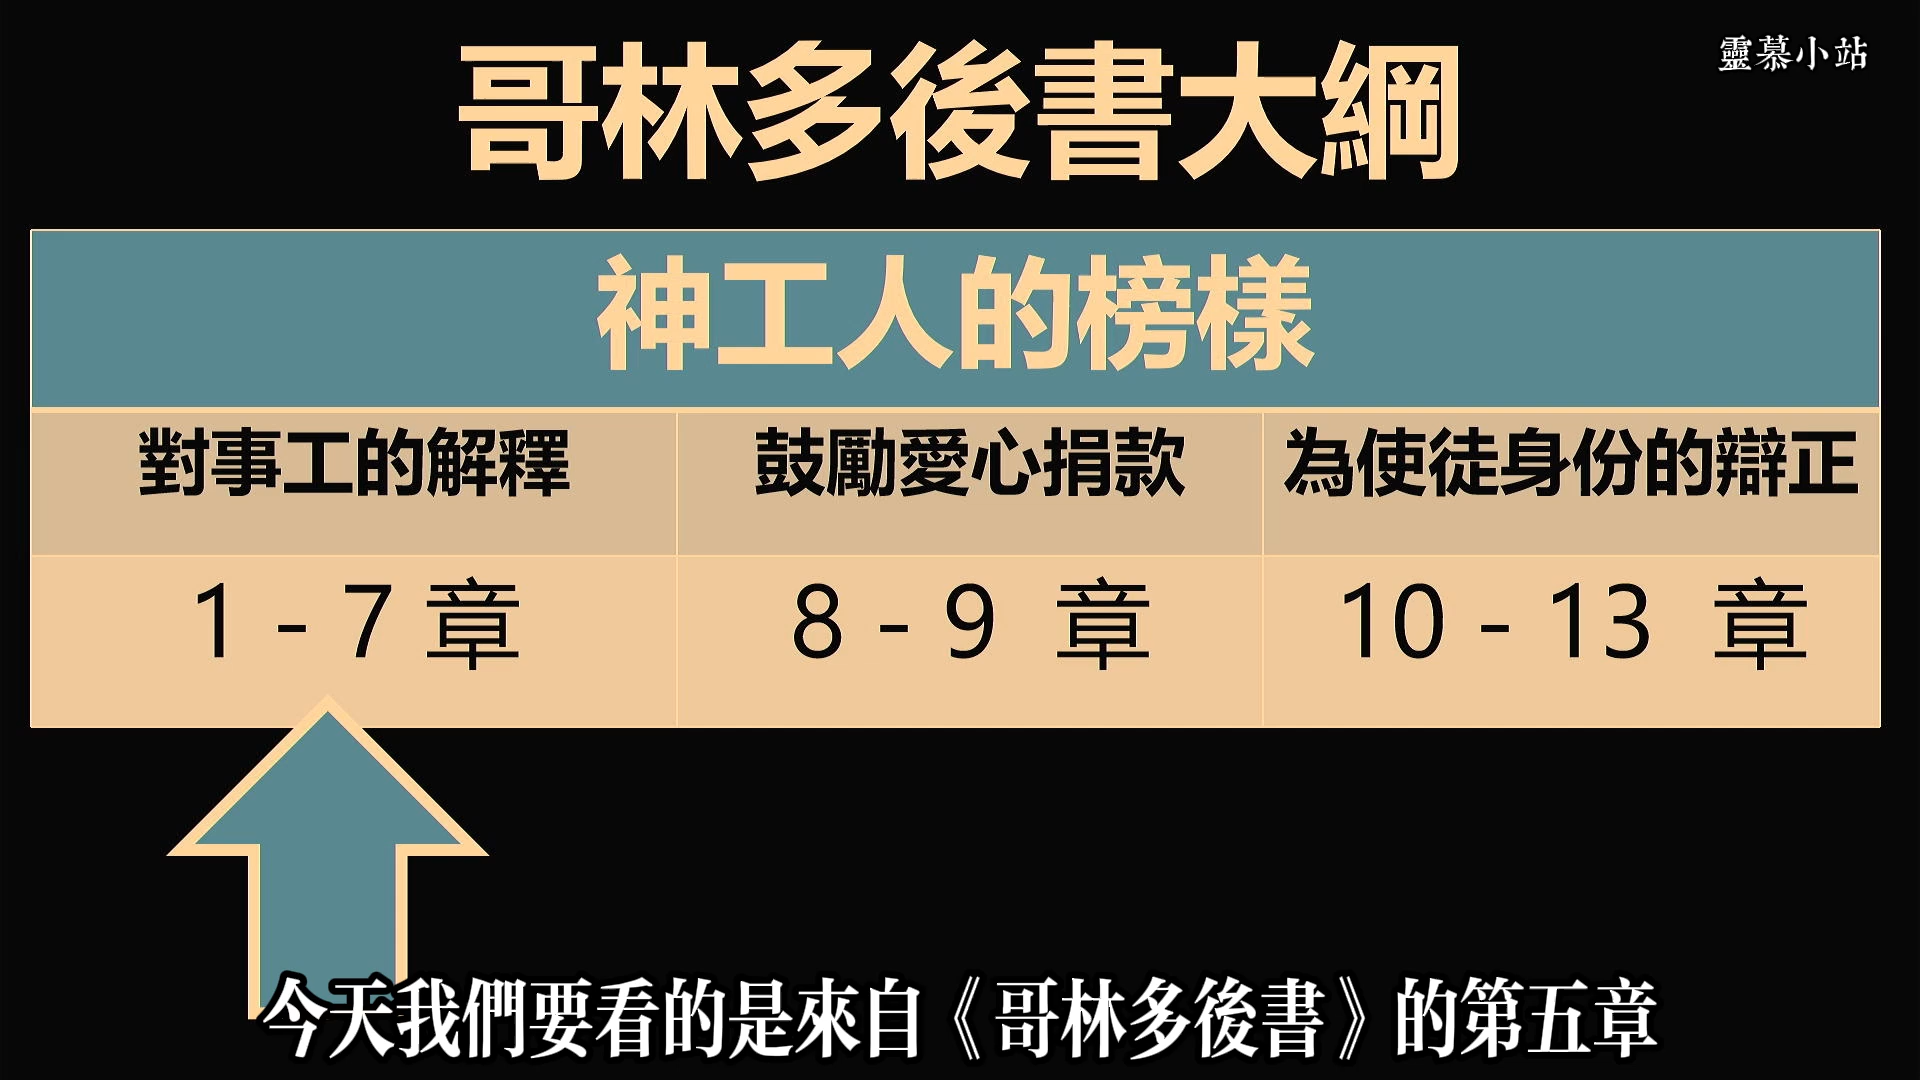 靈慕小站
哥林多後書大綱
神工人的榜樣
對事工的解釋
鼓勵愛心捐款
為使徒身份的辯正
1 - 7 章
8 - 9 章
10 - 13 章
今天我們要看的是來自《哥林多後書》的第五章